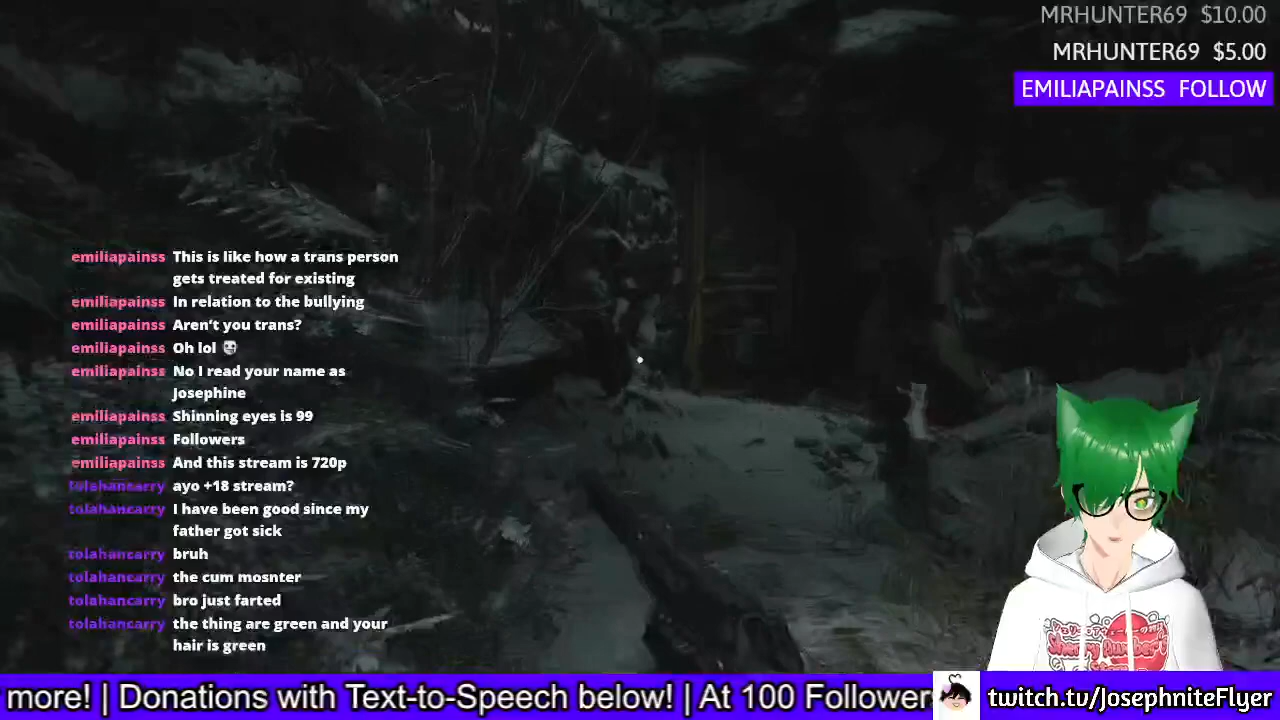 MRHUNTER69 $10.00
MRHUNTER69 $5.00
EMILIAPAINSS FOLLOW
emiliapainss This is like how a trans person
gets treated for existing
emiliapainss In relation to the bullying
emiliapainss Aren't you trans?
emiliapainss Oh lol
emiliapainss No I read your name as
Josephine
emiliapainss Shinning eyes is 99
emiliapainss Followers
emiliapainss And this stream is 720p
tolahancarry ayo +18 stream?
tolahancarry I have been good since my
father got sick
tolahancarry bruh
tolahancarry the cum mosnter
tolahancarry bro just farted
tolahancarry the thing are green and your
hair is green
more! | Donations with Text-to-Speech below! | At 100 Followers
twitch.tv/JosephniteFlyer